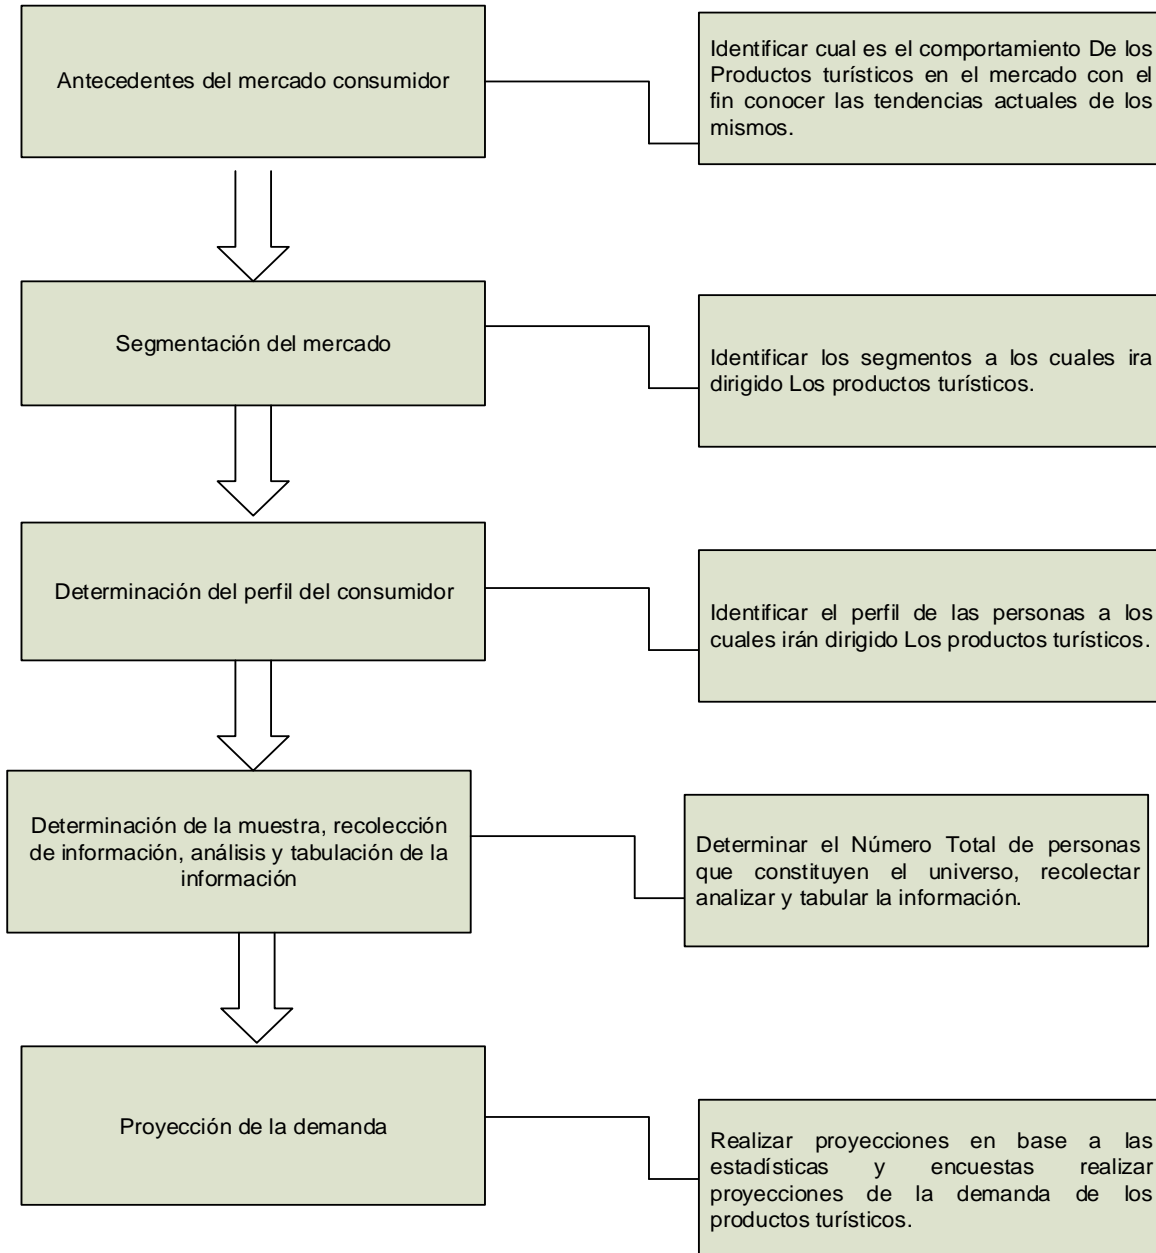 Antecedentes del mercado consumidor
Identificar cual es el comportamiento De los
Productos turísticos en el mercado con el
fin conocer las tendencias actuales de los
mismos.
Segmentación del mercado
Identificar los segmentos a los cuales ira
dirigido Los productos turísticos.
Determinación del perfil del consumidor
Identificar el perfil de las personas a los
cuales irán dirigido Los productos turísticos.
Determinación de la muestra, recolección
de información, análisis y tabulación de la
información
Determinar el Número Total de personas
que constituyen el universo, recolectar
analizar y tabular la información.
Proyección de la demanda
Realizar proyecciones en base a las
estadísticas y encuestas realizar
proyecciones de la demanda de los
productos turísticos.